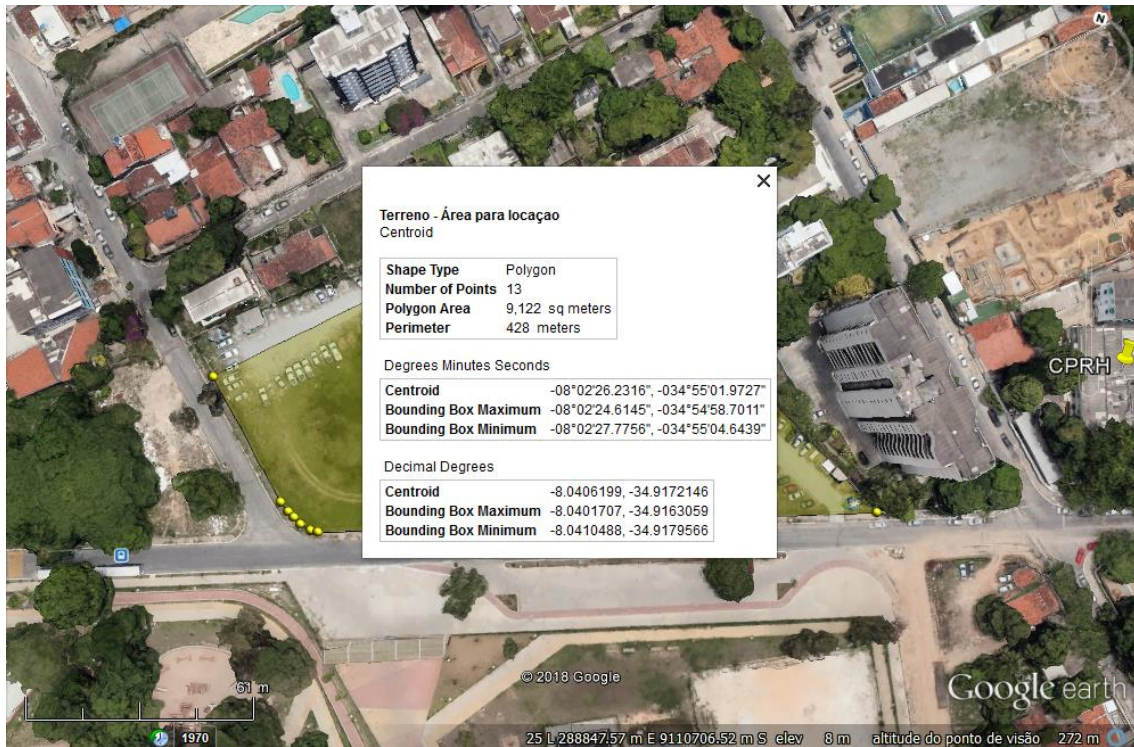 N
×
Terreno - Área para locaçao
Centroid
Shape Type Polygon
Number of Points 13
Polygon Area 9,122 sq meters
Perimeter 428 meters
Degrees Minutes Seconds
Centroid -08°02'26.2316", -034°55'01.9727"
Bounding Box Maximum -08°02'24.6145", -034°54'58.7011"
Bounding Box Minimum -08°02'27.7756", -034°55'04.6439"
Decimal Degrees
Centroid -8.0406199, -34.9172146
Bounding Box Maximum -8.0401707, -34.9163059
Bounding Box Minimum -8.0410488, -34.9179566
CPRH
© 2018 Google
61 m
Google earth
1970
25 L 288847.57 m E 9110706.52 m S elev 8 m altitude do ponto de visão 272 m